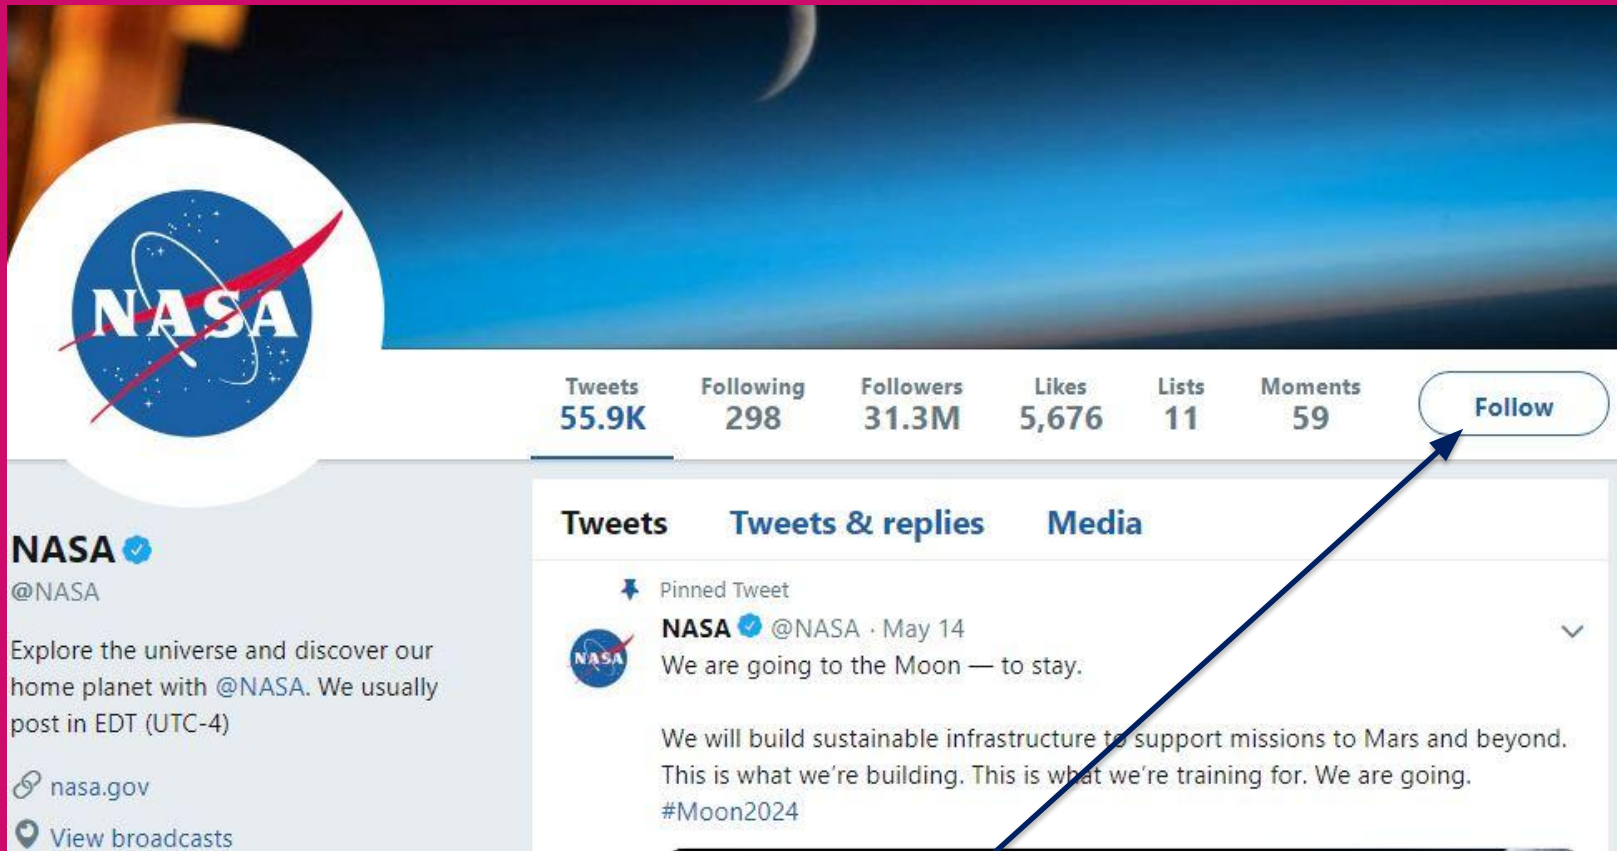 NASA
Tweets Following Followers Likes Lists Moments
55.9K 298 31.3M 5,676 11 59
Follow
NASA
@NASA
Explore the universe and discover our
home planet with @NASA. We usually
post in EDT (UTC-4)
nasa.gov
View broadcasts
Tweets Tweets & replies Media
Pinned Tweet
NASA @NASA · May 14
NASA
We are going to the Moon — to stay.
We will build sustainable infrastructure to support missions to Mars and beyond.
This is what we're building. This is what we're training for. We are going.
#Moon2024